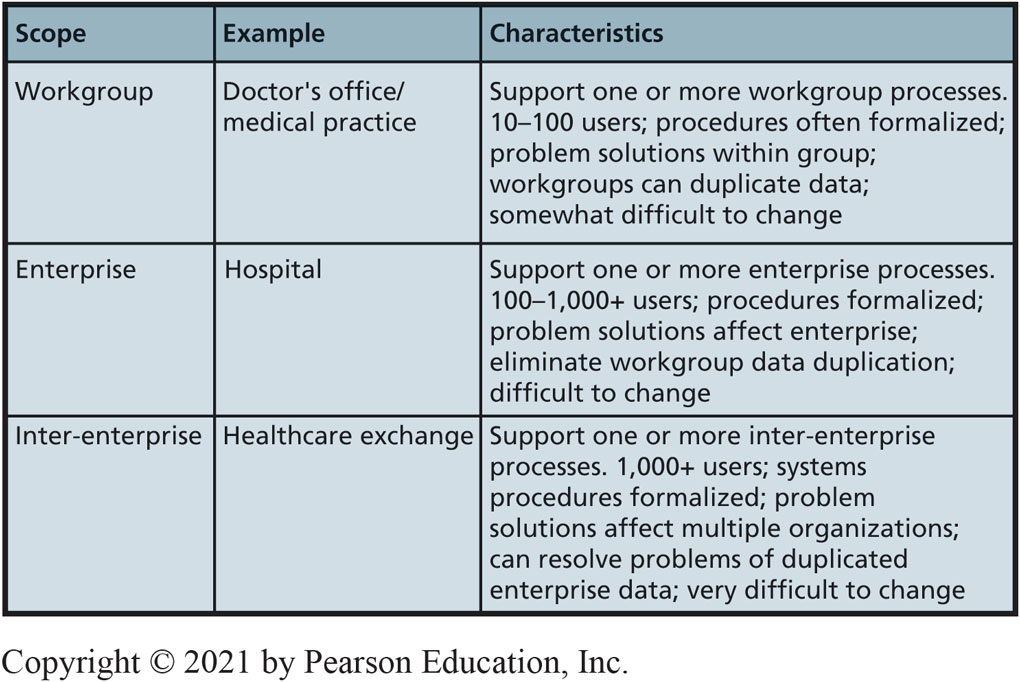 Scope Example Characteristics
Workgroup Doctor's office/ Support one or more workgroup processes.
medical practice 10–100 users; procedures often formalized;
problem solutions within group;
workgroups can duplicate data;
somewhat difficult to change
Enterprise Hospital Support one or more enterprise processes.
100–1,000+ users; procedures formalized;
problem solutions affect enterprise;
eliminate workgroup data duplication;
difficult to change
Inter-enterprise Healthcare exchange Support one or more inter-enterprise
processes. 1,000+ users; systems
procedures formalized; problem
solutions affect multiple organizations;
can resolve problems of duplicated
enterprise data; very difficult to change
Copyright © 2021 by Pearson Education, Inc.